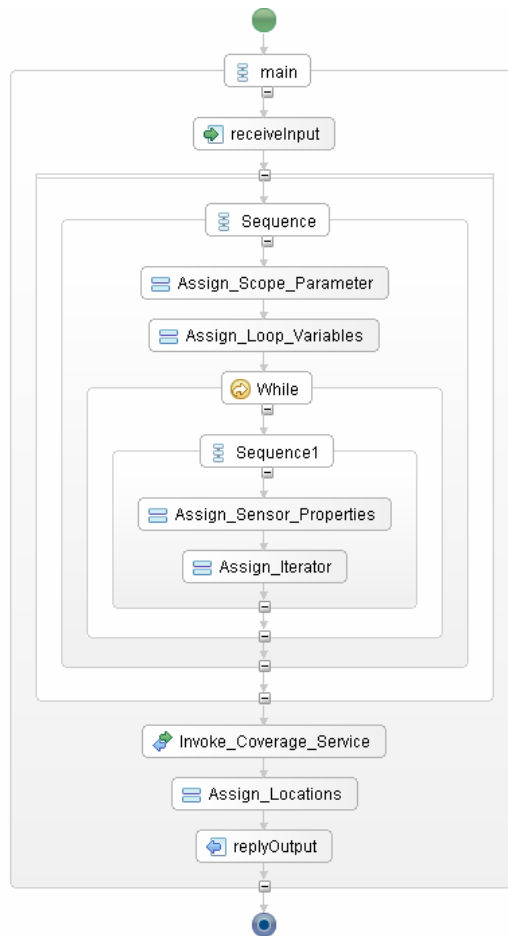 main
receiveInput
Sequence
Assign_Scope_Parameter
Assign_Loop_Variables
While
Sequence1
Assign_Sensor_Properties
Assign_Iterator
Invoke_Coverage_Service
Assign_Locations
replyOutput